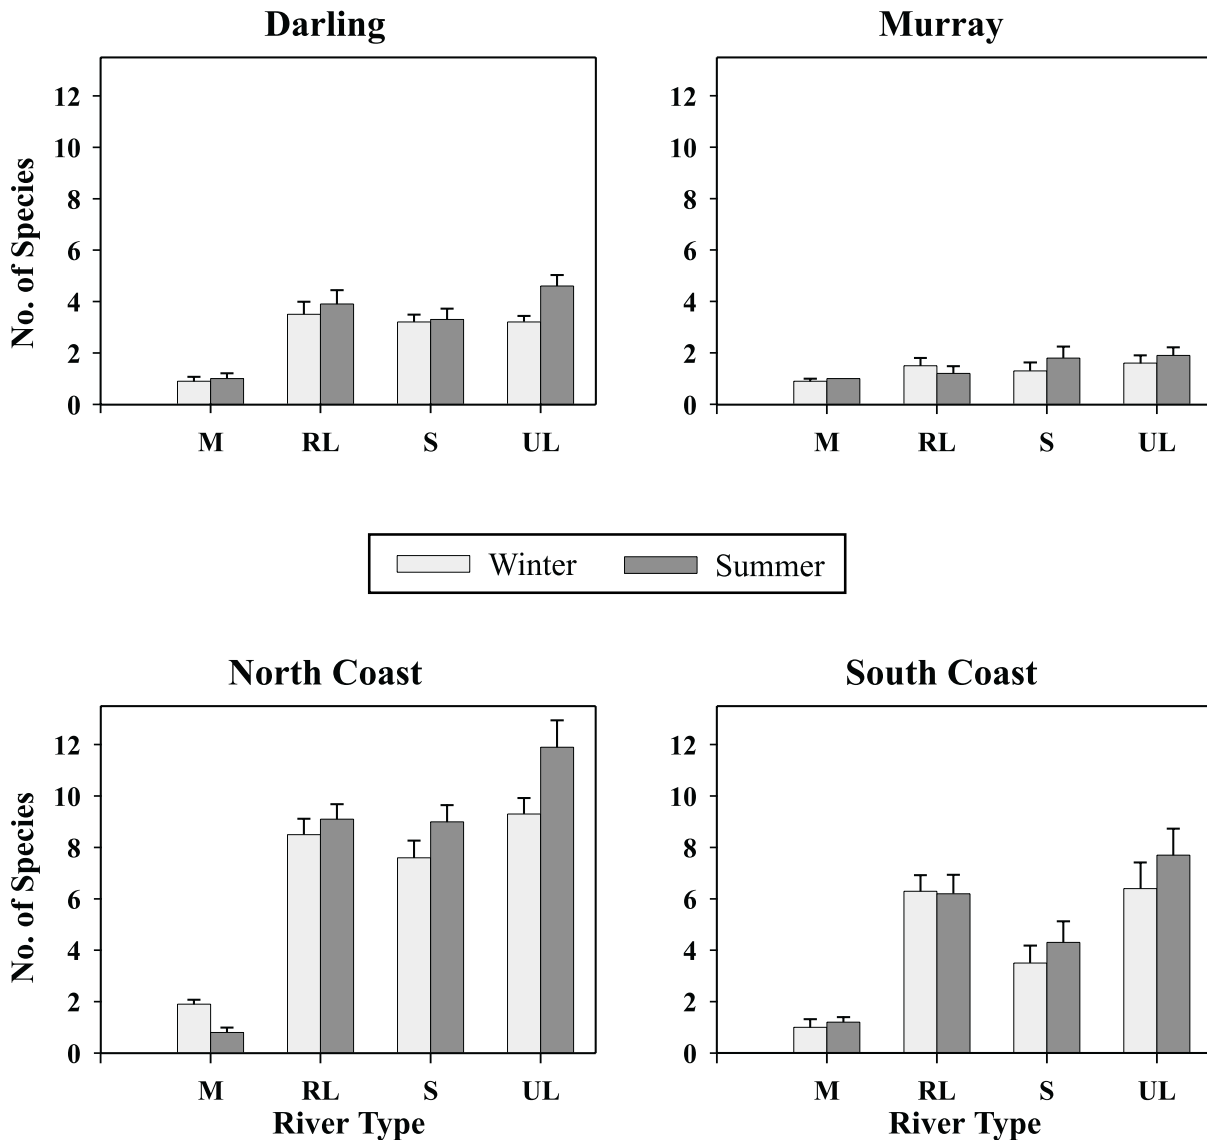 Darling
Murray
No. of Species
12
10
8
6
4
2
0
M RL S UL
12
10
8
6
4
2
0
M RL S UL
Winter Summer
North Coast
South Coast
No. of Species
12
10
8
6
4
2
0
M RL S UL
River Type
12
10
8
6
4
2
0
M RL S UL
River Type